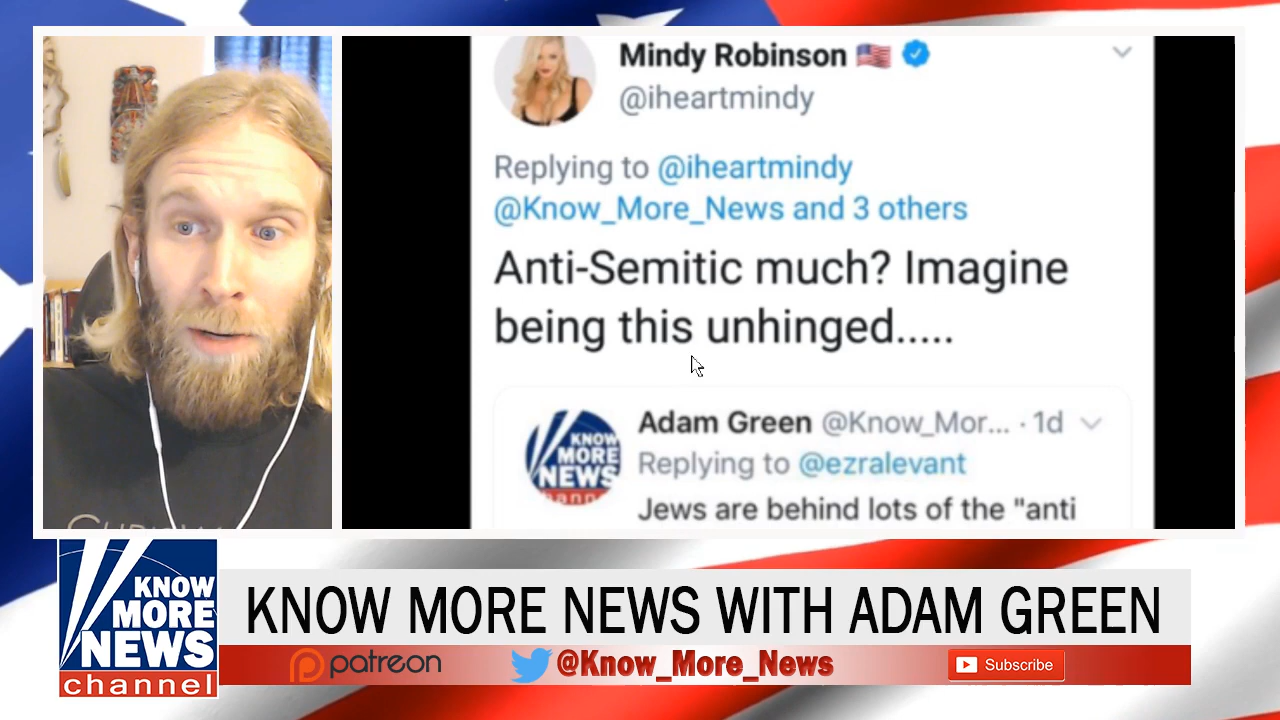 Mindy Robinson
@iheartmindy
Replying to @iheartmindy
@Know_More_News and 3 others
Anti-Semitic much? Imagine
being this unhinged.....
KNOW
MORE
NEWS
Adam Green @Know_Mor... · 1d
Replying to @ezralevant
Jews are behind lots of the "anti
KNOW
MORE
NEWS
channel
KNOW MORE NEWS WITH ADAM GREEN
patreon
@Know_More_News
Subscribe